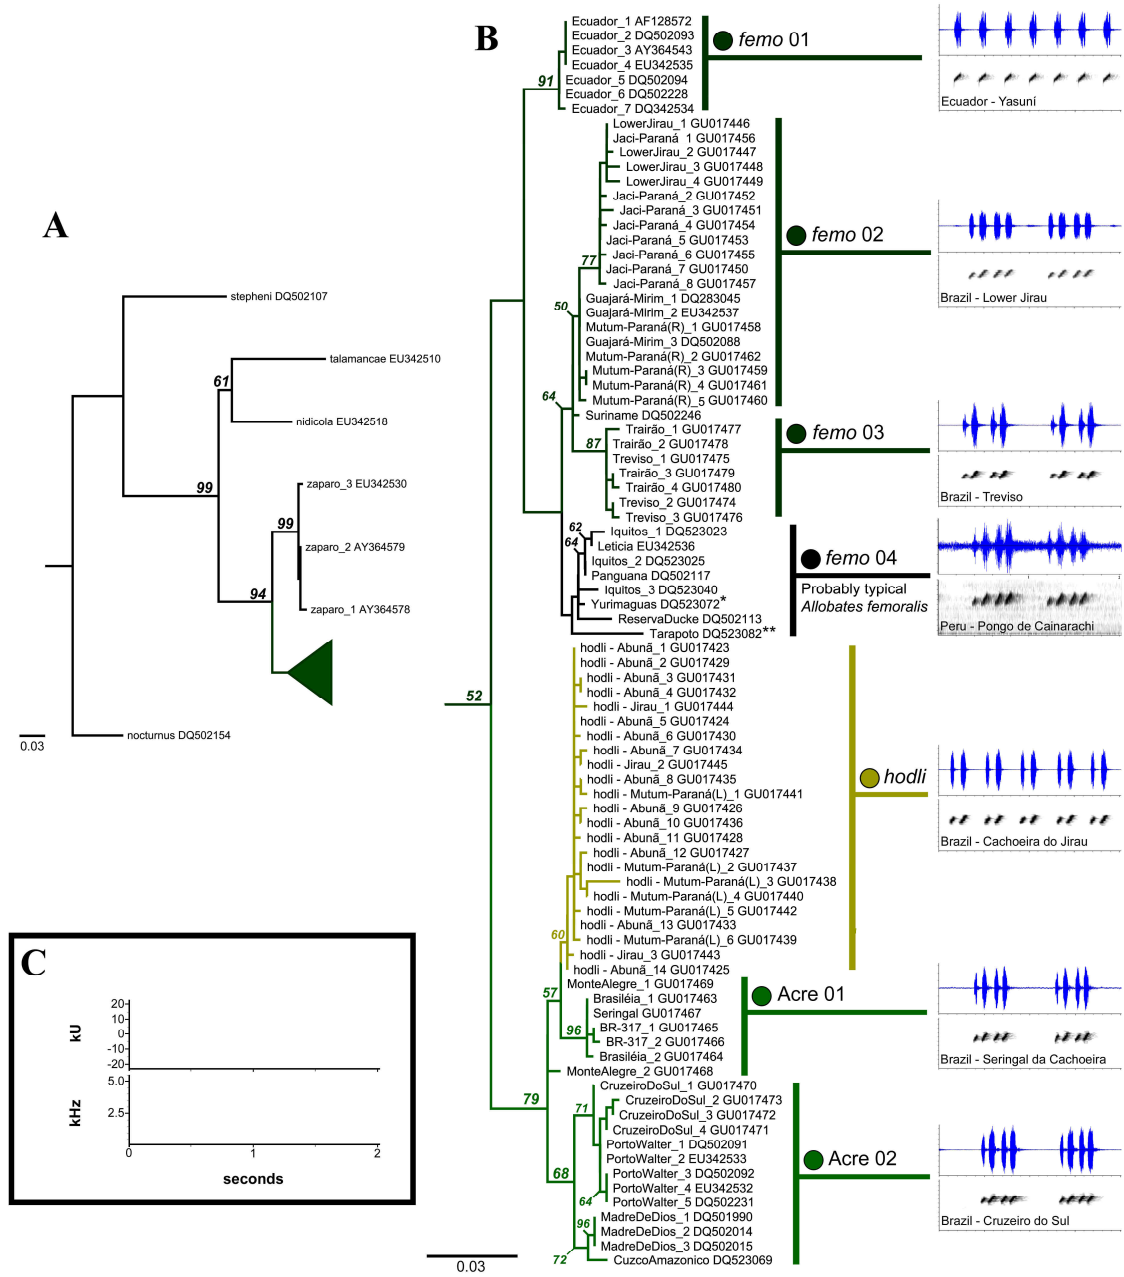 A
stepheni DQ502107
talamancae EU342510
61
nidicola EU342518
99
zaparo_3 EU342530
99
zaparo_2 AY364579
94
zaparo_1 AY364578
nocturnus DQ502154
0.03
B
Ecuador_1 AF128572
Ecuador_2 DQ502093
Ecuador_3 AY364543
Ecuador_4 EU342535
Ecuador_5 DQ502094
Ecuador_6 DQ502228
Ecuador_7 DQ342534
91
femo 01
Ecuador - Yasuní
LowerJirau_1 GU017446
Jaci-Paraná_1 GU017456
LowerJirau_2 GU017447
LowerJirau_3 GU017448
LowerJirau_4 GU017449
Jaci-Paraná_2 GU017452
Jaci-Paraná_3 GU017451
Jaci-Paraná_4 GU017454
Jaci-Paraná_5 GU017453
Jaci-Paraná_6 GU017455
Jaci-Paraná_7 GU017450
Jaci-Paraná_8 GU017457
77
Guajará-Mirim_1 DQ283045
Guajará-Mirim_2 EU342537
Mutum-Paraná(R)_1 GU017458
Guajará-Mirim_3 DQ502088
Mutum-Paraná(R)_2 GU017462
Mutum-Paraná(R)_3 GU017459
Mutum-Paraná(R)_4 GU017461
Mutum-Paraná(R)_5 GU017460
50
femo 02
Brazil - Lower Jirau
64
Suriname DQ502246
Trairão_1 GU017477
Trairão_2 GU017478
Treviso_1 GU017475
Trairão_3 GU017479
Trairão_4 GU017480
Treviso_2 GU017474
Treviso_3 GU017476
87
femo 03
Brazil - Treviso
Iquitos_1 DQ523023
Leticia EU342536
Iquitos_2 DQ523025
Panguana DQ502117
Iquitos_3 DQ523040
Yurimaguas DQ523072*
ReservaDucke DQ502113
Tarapoto DQ523082**
62
64
femo 04
Probably typical
Allobates femoralis
Peru - Pongo de Cainarachi
52
hodli - Abunã_1 GU017423
hodli - Abunã_2 GU017429
hodli - Abunã_3 GU017431
hodli - Abunã_4 GU017432
hodli - Jirau_1 GU017444
hodli - Abunã_5 GU017424
hodli - Abunã_6 GU017430
hodli - Abunã_7 GU017434
hodli - Jirau_2 GU017445
hodli - Abunã_8 GU017435
hodli - Mutum-Paraná(L)_1 GU017441
hodli - Abunã_9 GU017426
hodli - Abunã_10 GU017436
hodli - Abunã_11 GU017428
hodli - Abunã_12 GU017427
hodli - Mutum-Paraná(L)_2 GU017437
hodli - Mutum-Paraná(L)_3 GU017438
hodli - Mutum-Paraná(L)_4 GU017440
hodli - Mutum-Paraná(L)_5 GU017442
hodli - Abunã_13 GU017433
hodli - Mutum-Paraná(L)_6 GU017439
hodli - Jirau_3 GU017443
hodli - Abunã_14 GU017425
60
hodli
Brazil - Cachoeira do Jirau
57
MonteAlegre_1 GU017469
Brasiléia_1 GU017463
Seringal GU017467
BR-317_1 GU017465
BR-317_2 GU017466
Brasiléia_2 GU017464
MonteAlegre_2 GU017468
96
Acre 01
Brazil - Seringal da Cachoeira
79
CruzeiroDoSul_1 GU017470
CruzeiroDoSul_2 GU017473
CruzeiroDoSul_3 GU017472
CruzeiroDoSul_4 GU017471
PortoWalter_1 DQ502091
PortoWalter_2 EU342533
PortoWalter_3 DQ502092
PortoWalter_4 EU342532
PortoWalter_5 DQ502231
71
64
68
MadreDeDios_1 DQ501990
MadreDeDios_2 DQ502014
MadreDeDios_3 DQ502015
CuzcoAmazonico DQ523069
96
72
Acre 02
Brazil - Cruzeiro do Sul
0.03
C
kU
20
10
0
-10
-20
kHz
5.0
2.5
0
1
2
seconds